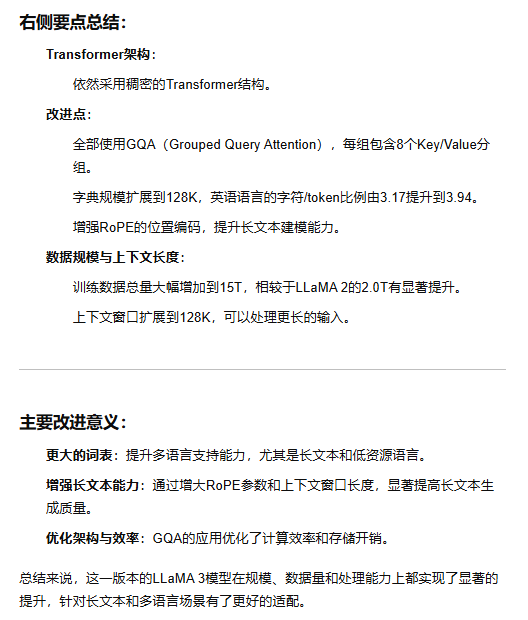 右侧要点总结：
Transformer架构：
依然采用稠密的Transformer结构。
改进点：
全部使用GQA（Grouped Query Attention），每组包含8个Key/Value分
组。
字典规模扩展到128K，英语语言的字符/token比例由3.17提升到3.94。
增强RoPE的位置编码，提升长文本建模能力。
数据规模与上下文长度：
训练数据总量大幅增加到15T，相较于LLaMA 2的2.0T有显著提升。
上下文窗口扩展到128K，可以处理更长的输入。
主要改进意义：
更大的词表：提升多语言支持能力，尤其是长文本和低资源语言。
增强长文本能力：通过增大RoPE参数和上下文窗口长度，显著提高长文本生
成质量。
优化架构与效率：GQA的应用优化了计算效率和存储开销。
总结来说，这一版本的LLaMA 3模型在规模、数据量和处理能力上都实现了显著的
提升，针对长文本和多语言场景有了更好的适配。